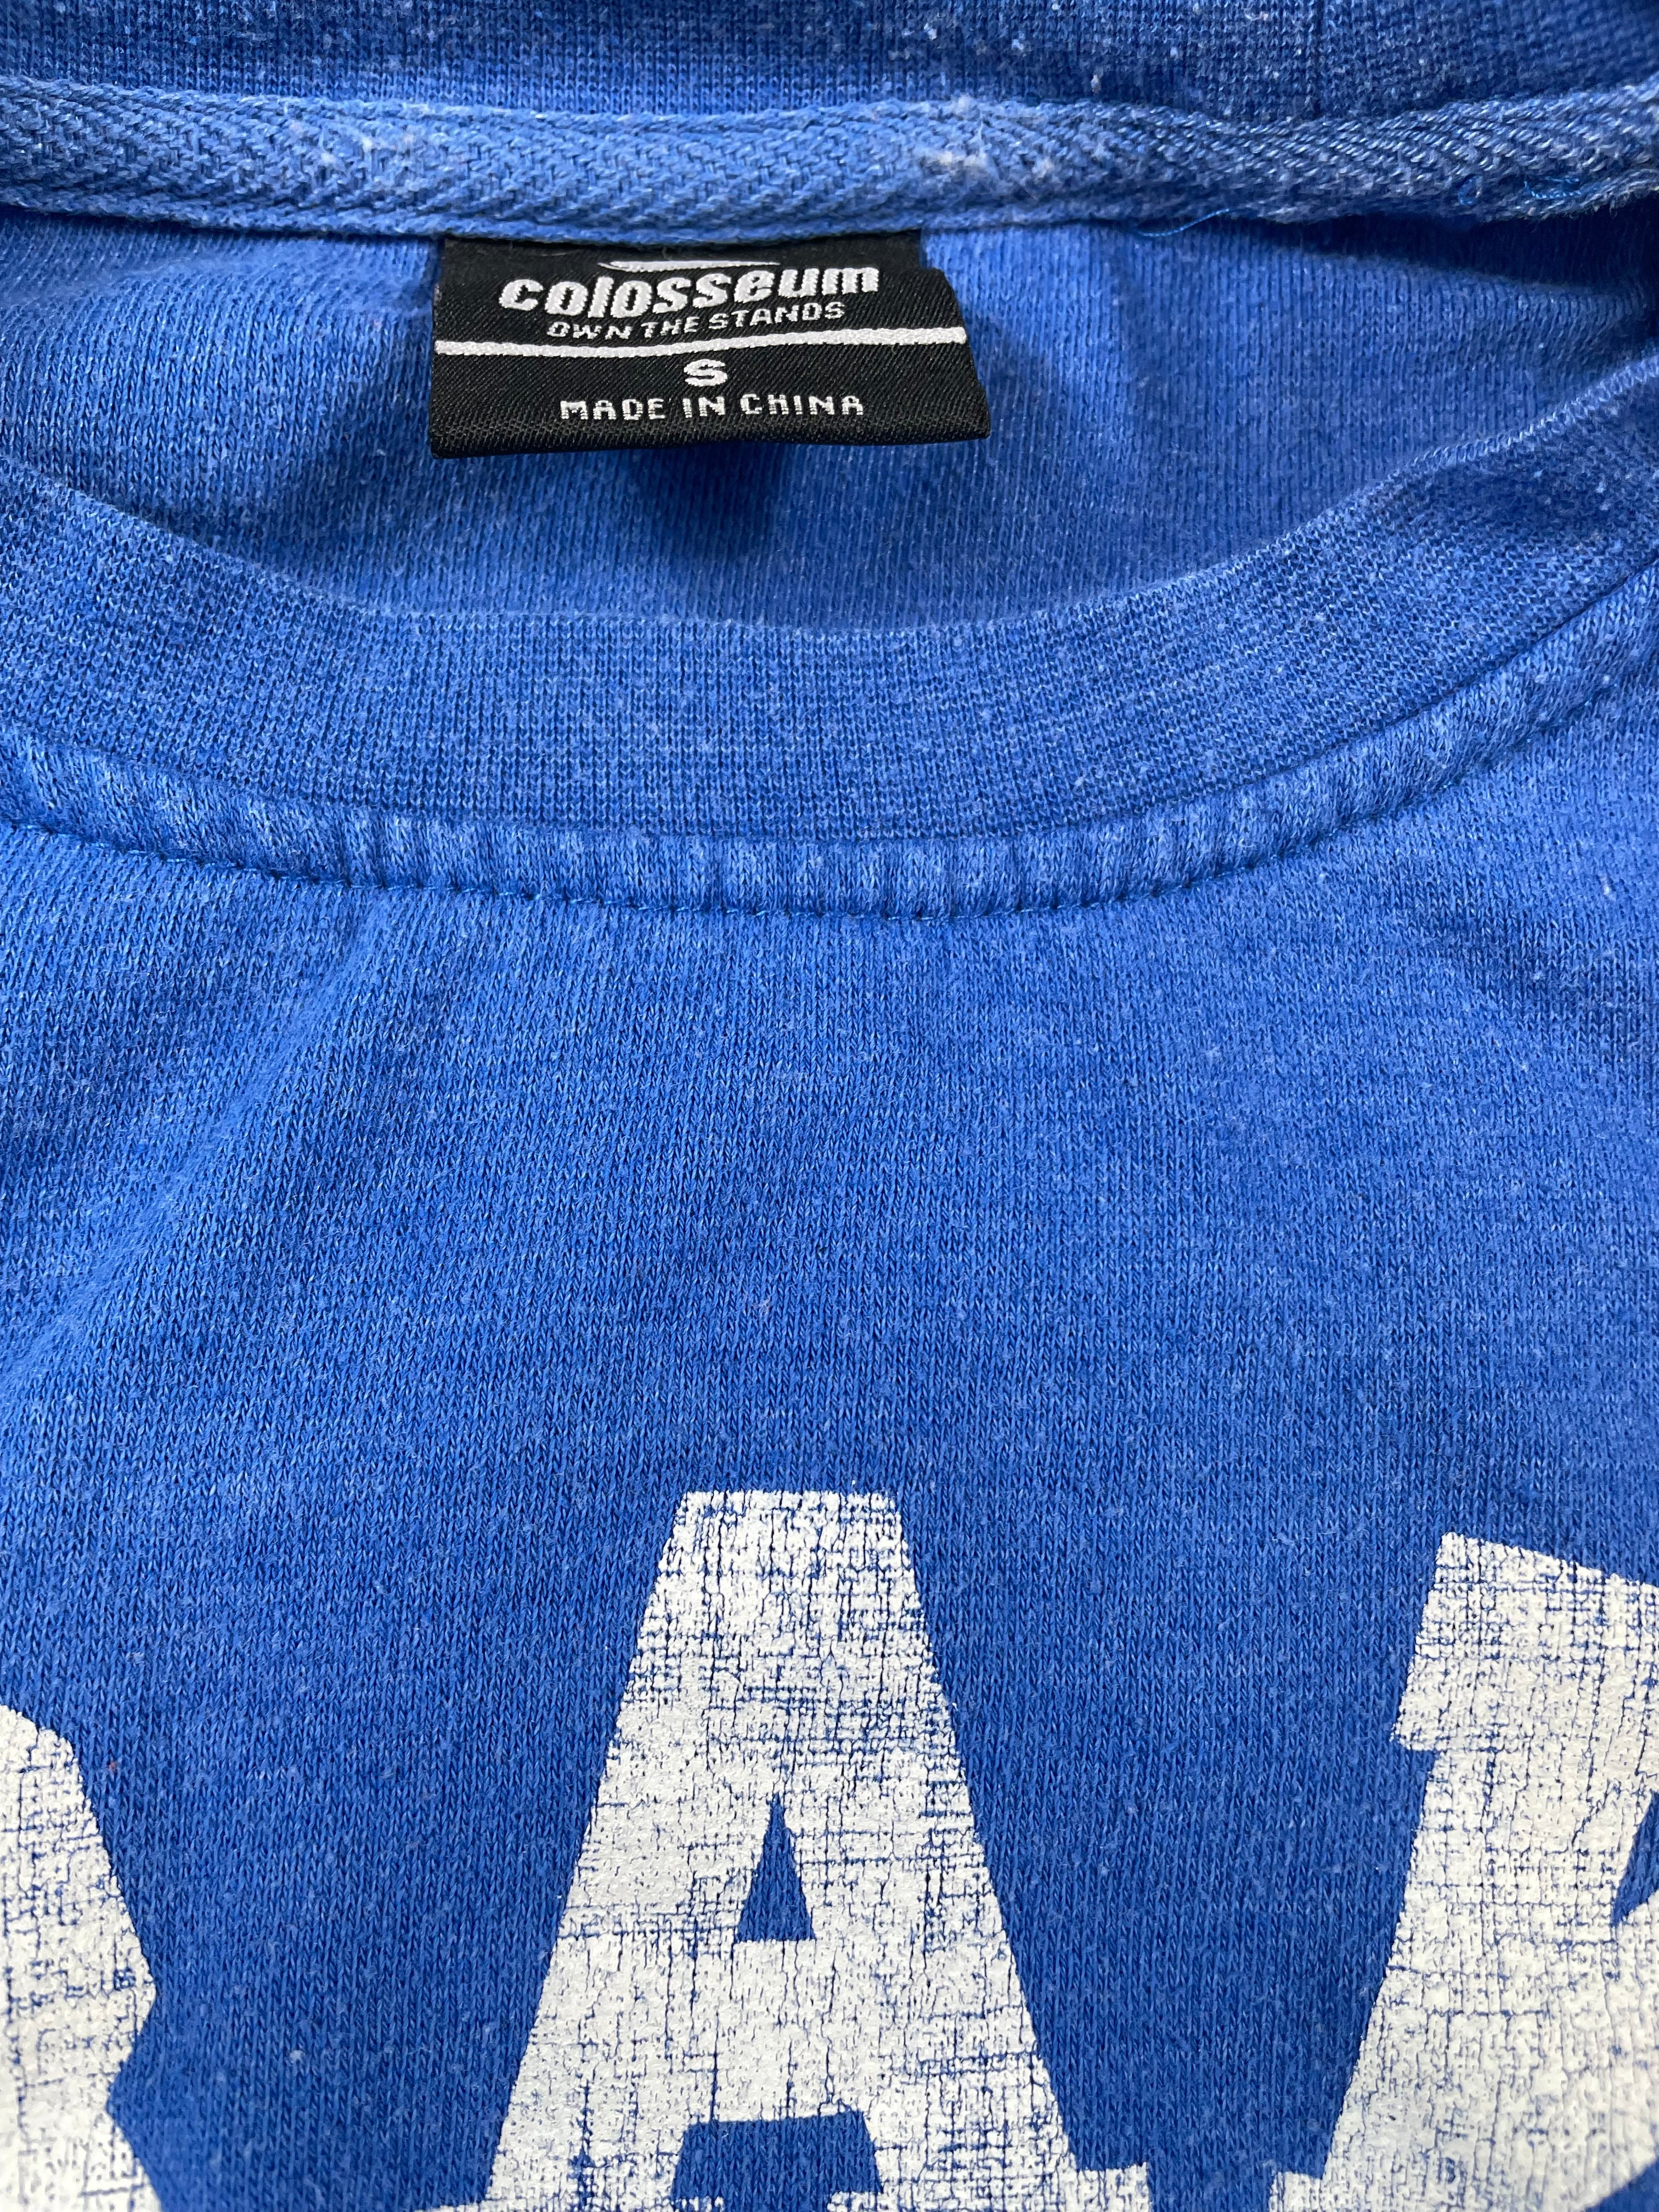 colosseum
OWN THE STANDS
S
MADE IN CHINA
A